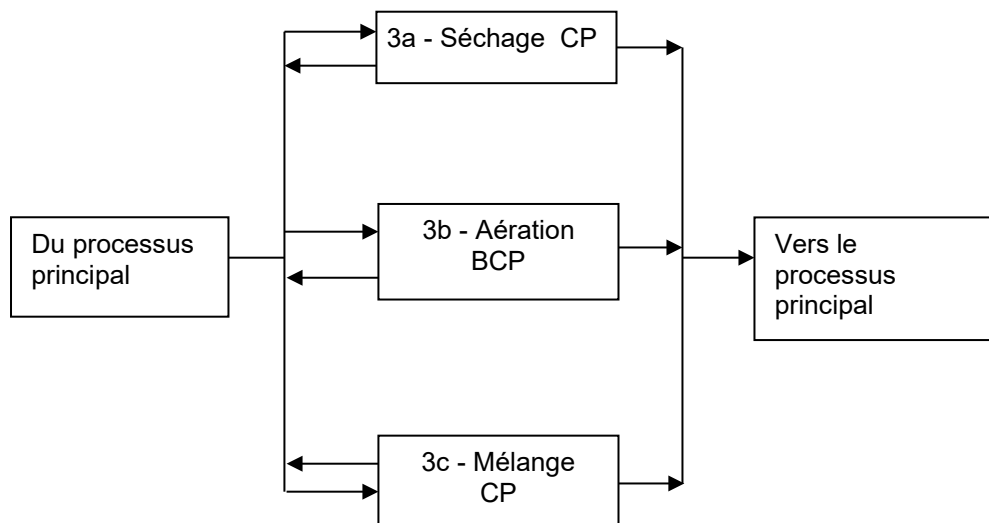 3a - Séchage CP
Du processus
principal
3b - Aération
BCP
Vers le
processus
principal
3c - Mélange
CP